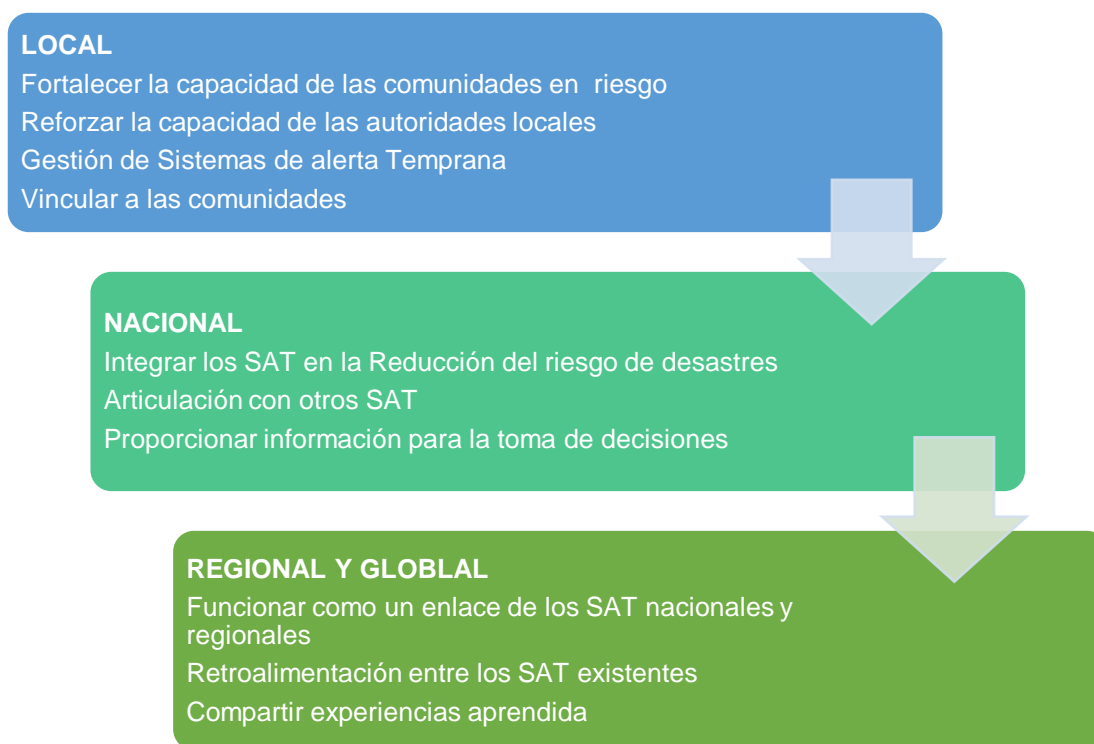 LOCAL
Fortalecer la capacidad de las comunidades en riesgo
Reforzar la capacidad de las autoridades locales
Gestión de Sistemas de alerta Temprana
Vincular a las comunidades
NACIONAL
Integrar los SAT en la Reducción del riesgo de desastres
Articulación con otros SAT
Proporcionar información para la toma de decisiones
REGIONAL Y GLOBLAL
Funcionar como un enlace de los SAT nacionales y
regionales
Retroalimentación entre los SAT existentes
Compartir experiencias aprendida